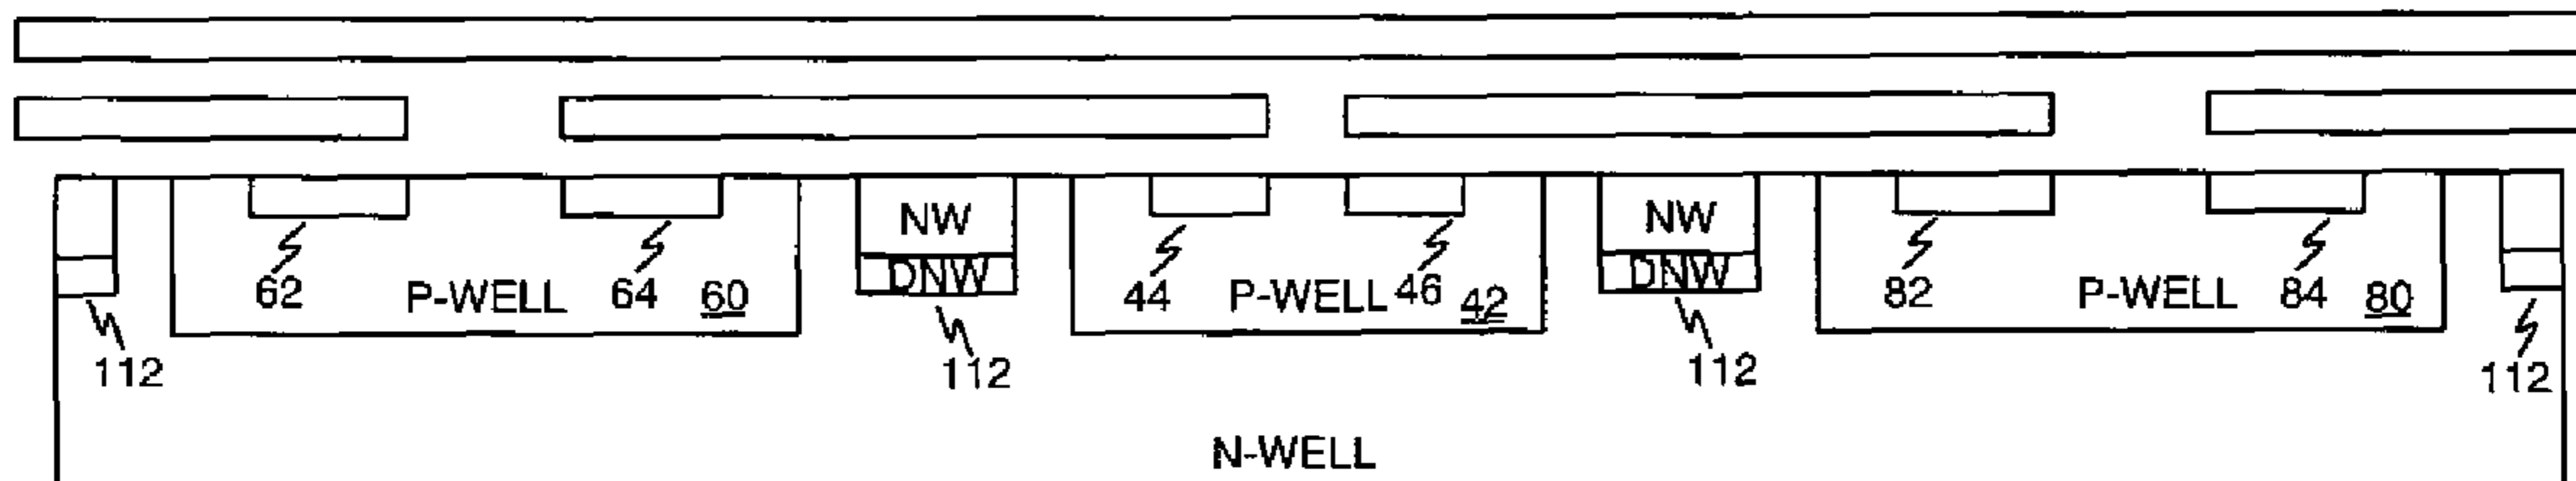 NW NW
DNW DNW
62 P-WELL 64 60 44 P-WELL 46 42 82 P-WELL 84 80
112 112 112 112
N-WELL